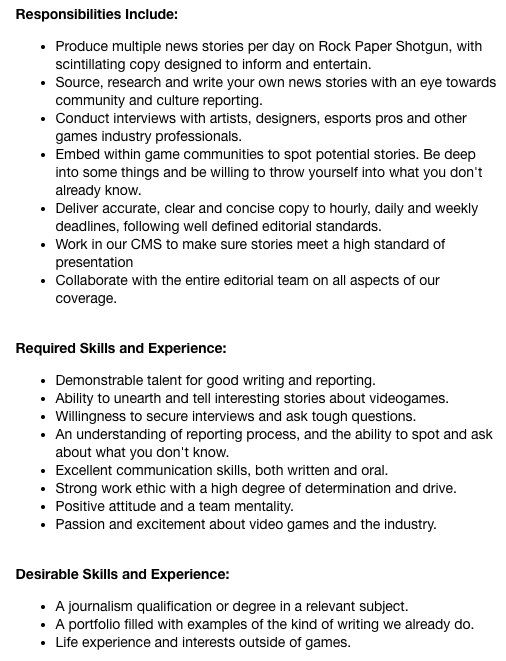 Responsibilities Include:
• Produce multiple news stories per day on Rock Paper Shotgun, with
scintillating copy designed to inform and entertain.
• Source, research and write your own news stories with an eye towards
community and culture reporting.
• Conduct interviews with artists, designers, esports pros and other
games industry professionals.
• Embed within game communities to spot potential stories. Be deep
into some things and be willing to throw yourself into what you don't
already know.
• Deliver accurate, clear and concise copy to hourly, daily and weekly
deadlines, following well defined editorial standards.
• Work in our CMS to make sure stories meet a high standard of
presentation
• Collaborate with the entire editorial team on all aspects of our
coverage.
Required Skills and Experience:
• Demonstrable talent for good writing and reporting.
• Ability to unearth and tell interesting stories about videogames.
• Willingness to secure interviews and ask tough questions.
• An understanding of reporting process, and the ability to spot and ask
about what you don't know.
• Excellent communication skills, both written and oral.
• Strong work ethic with a high degree of determination and drive.
• Positive attitude and a team mentality.
• Passion and excitement about video games and the industry.
Desirable Skills and Experience:
• A journalism qualification or degree in a relevant subject.
• A portfolio filled with examples of the kind of writing we already do.
• Life experience and interests outside of games.